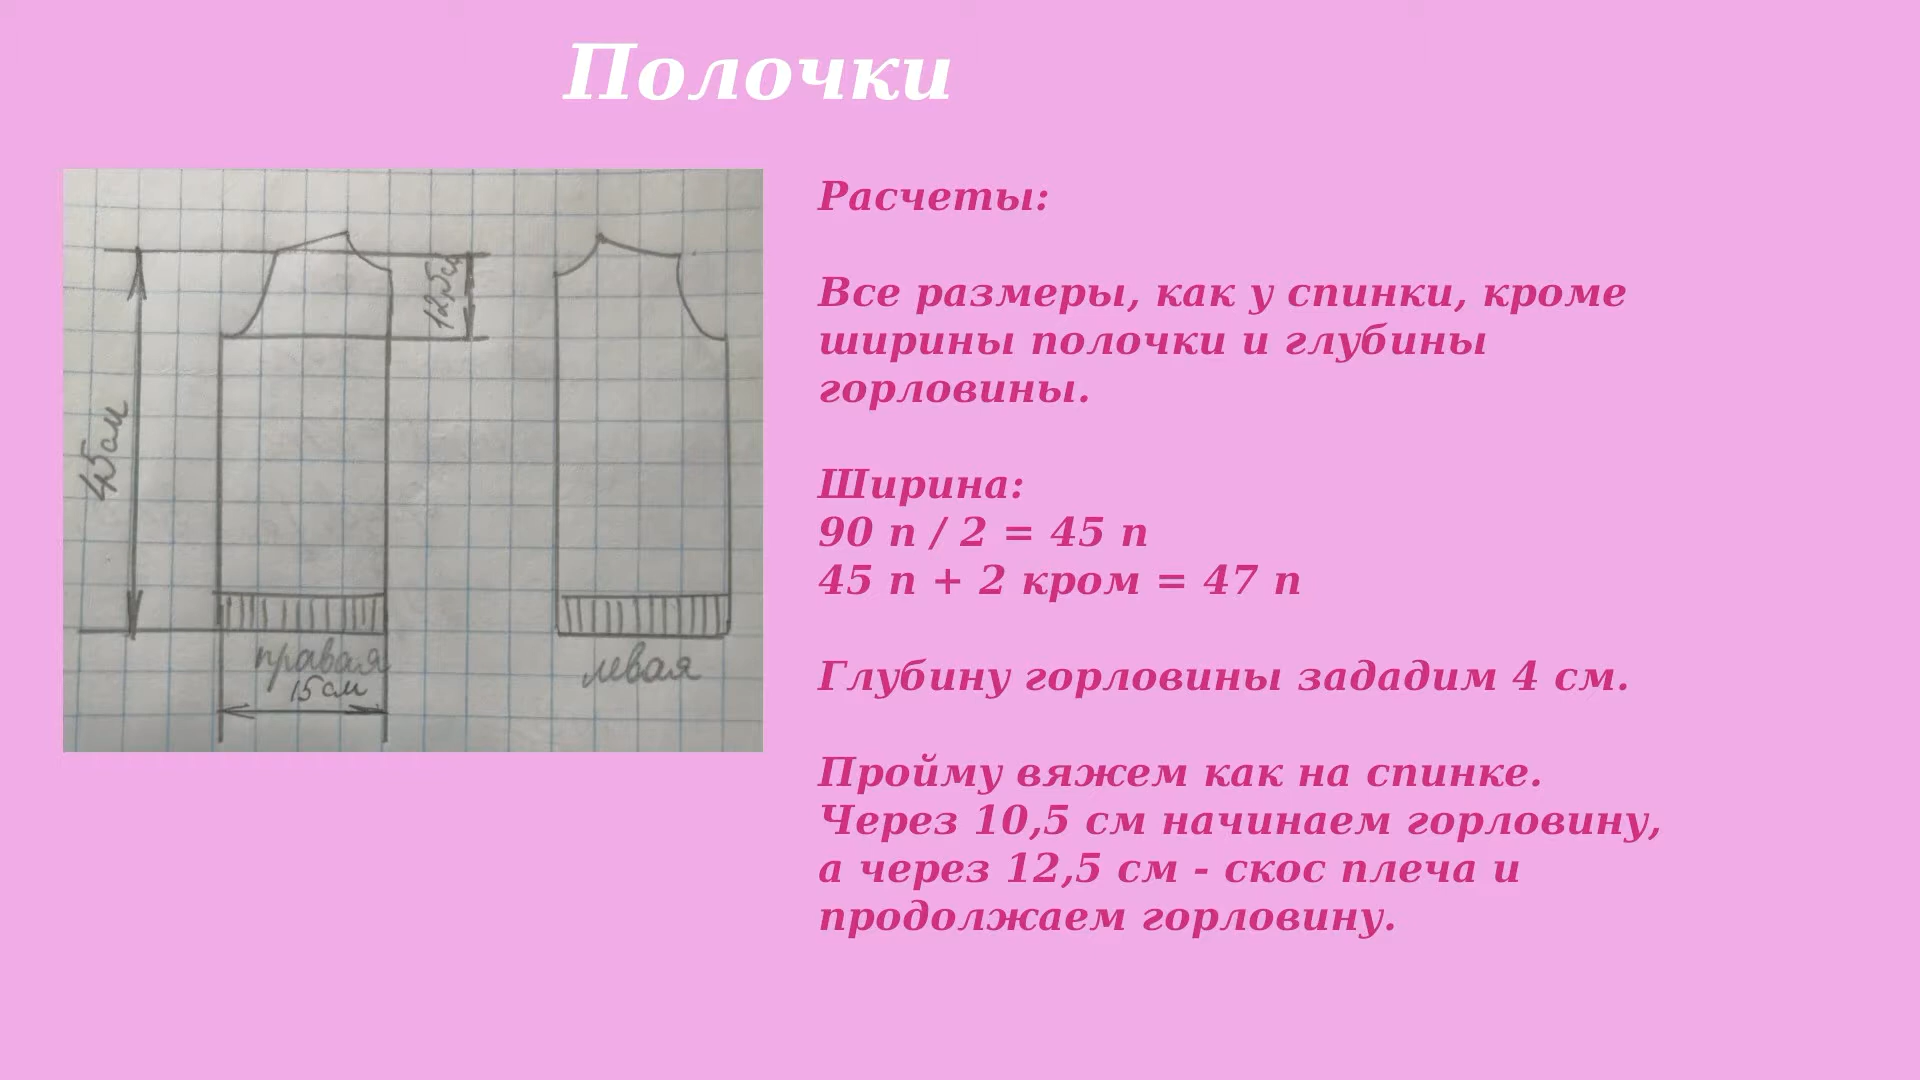 Полочки
45см
12,5см
правая
15см
левая
Расчеты:
Все размеры, как у спинки, кроме
ширины полочки и глубины
горловины.
Ширина:
90 п / 2 = 45 п
45 п + 2 кром = 47 п
Глубину горловины зададим 4 см.
Пройму вяжем как на спинке.
Через 10,5 см начинаем горловину,
а через 12,5 см - скос плеча и
продолжаем горловину.